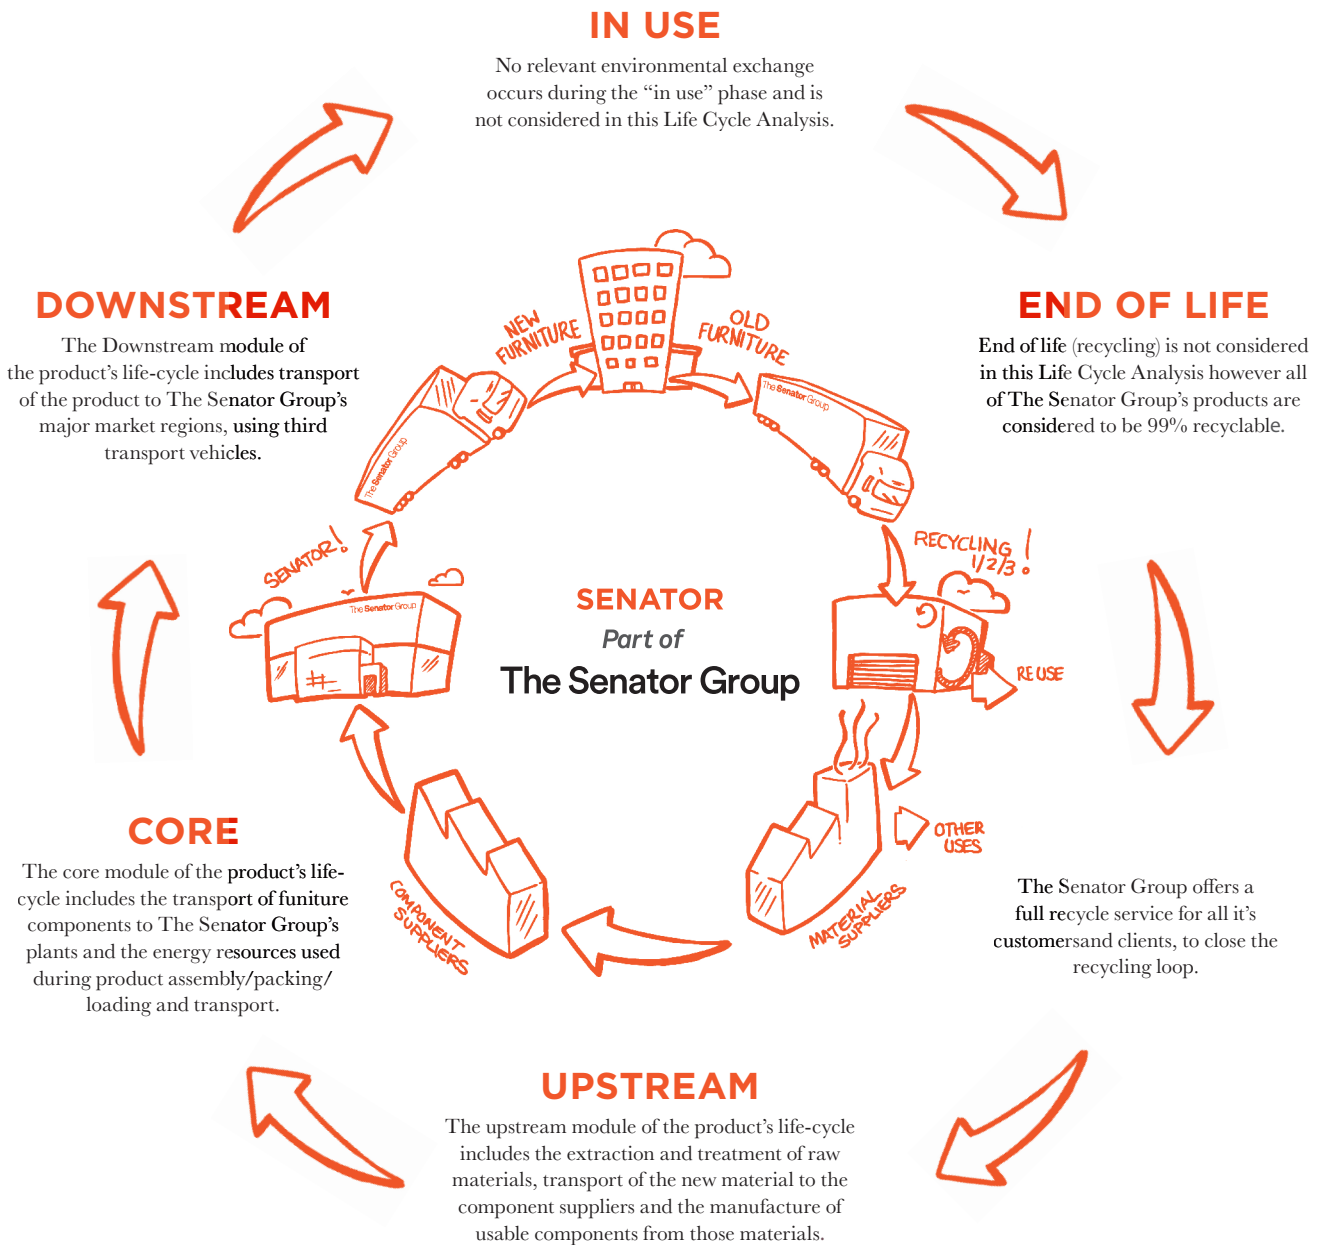 IN USE
No relevant environmental exchange
occurs during the “in use” phase and is
not considered in this Life Cycle Analysis.
DOWNSTREAM
The Downstream module of
the product’s life-cycle includes transport
of the product to The Senator Group’s
major market regions, using third
transport vehicles.
END OF LIFE
End of life (recycling) is not considered
in this Life Cycle Analysis however all
of The Senator Group’s products are
considered to be 99% recyclable.
NEW
FURNITURE
OLD
FURNITURE
The Senator Group
The Senator Group
SENATOR!
RECYCLING
1/2/3!
The Senator Group
SENATOR
Part of
The Senator Group
RE USE
OTHER
USES
COMPONENT
SUPPLIERS
MATERIAL
SUPPLIERS
CORE
The core module of the product’s life-
cycle includes the transport of funiture
components to The Senator Group’s
plants and the energy resources used
during product assembly/packing/
loading and transport.
The Senator Group offers a
full recycle service for all it’s
customersand clients, to close the
recycling loop.
UPSTREAM
The upstream module of the product’s life-cycle
includes the extraction and treatment of raw
materials, transport of the new material to the
component suppliers and the manufacture of
usable components from those materials.